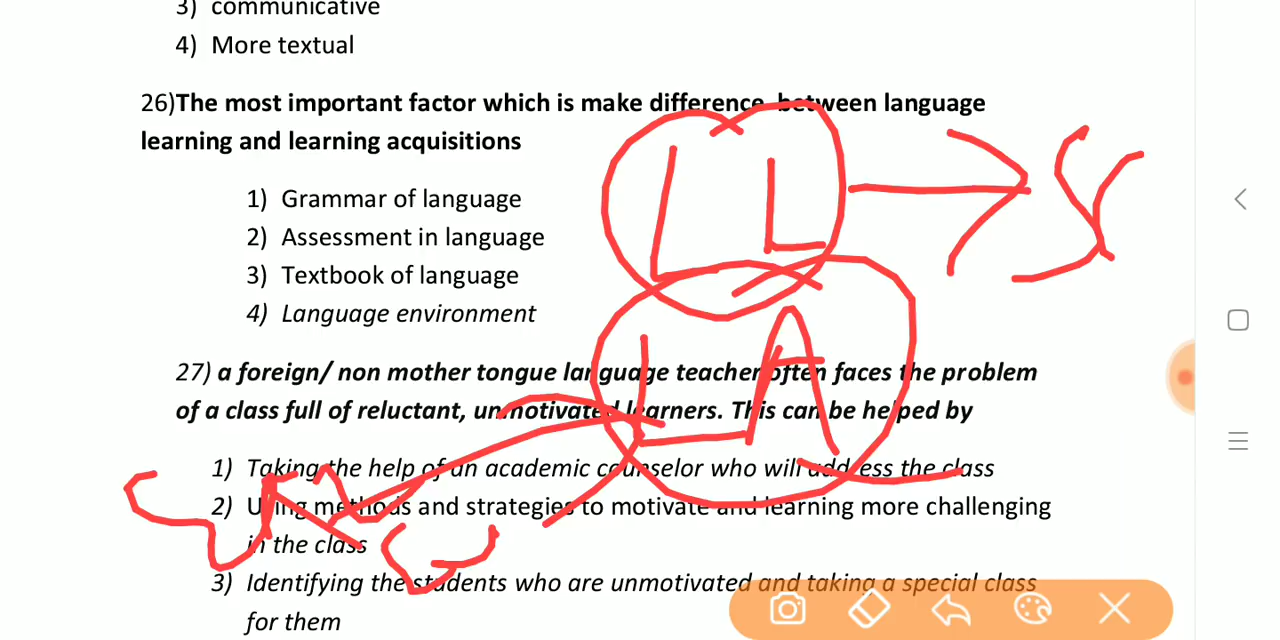 3) communicative
4) More textual
26)The most important factor which is make difference between language
learning and learning acquisitions
1) Grammar of language
2) Assessment in language
3) Textbook of language
4) Language environment
L L
27) a foreign/ non mother tongue language teacher often faces the problem
of a class full of reluctant, unmotivated learners. This can be helped by
L A
1) Taking the help of an academic counselor who will address the class
2) Using methods and strategies to motivate and learning more challenging
in the class
3) Identifying the students who are unmotivated and taking a special class
for them